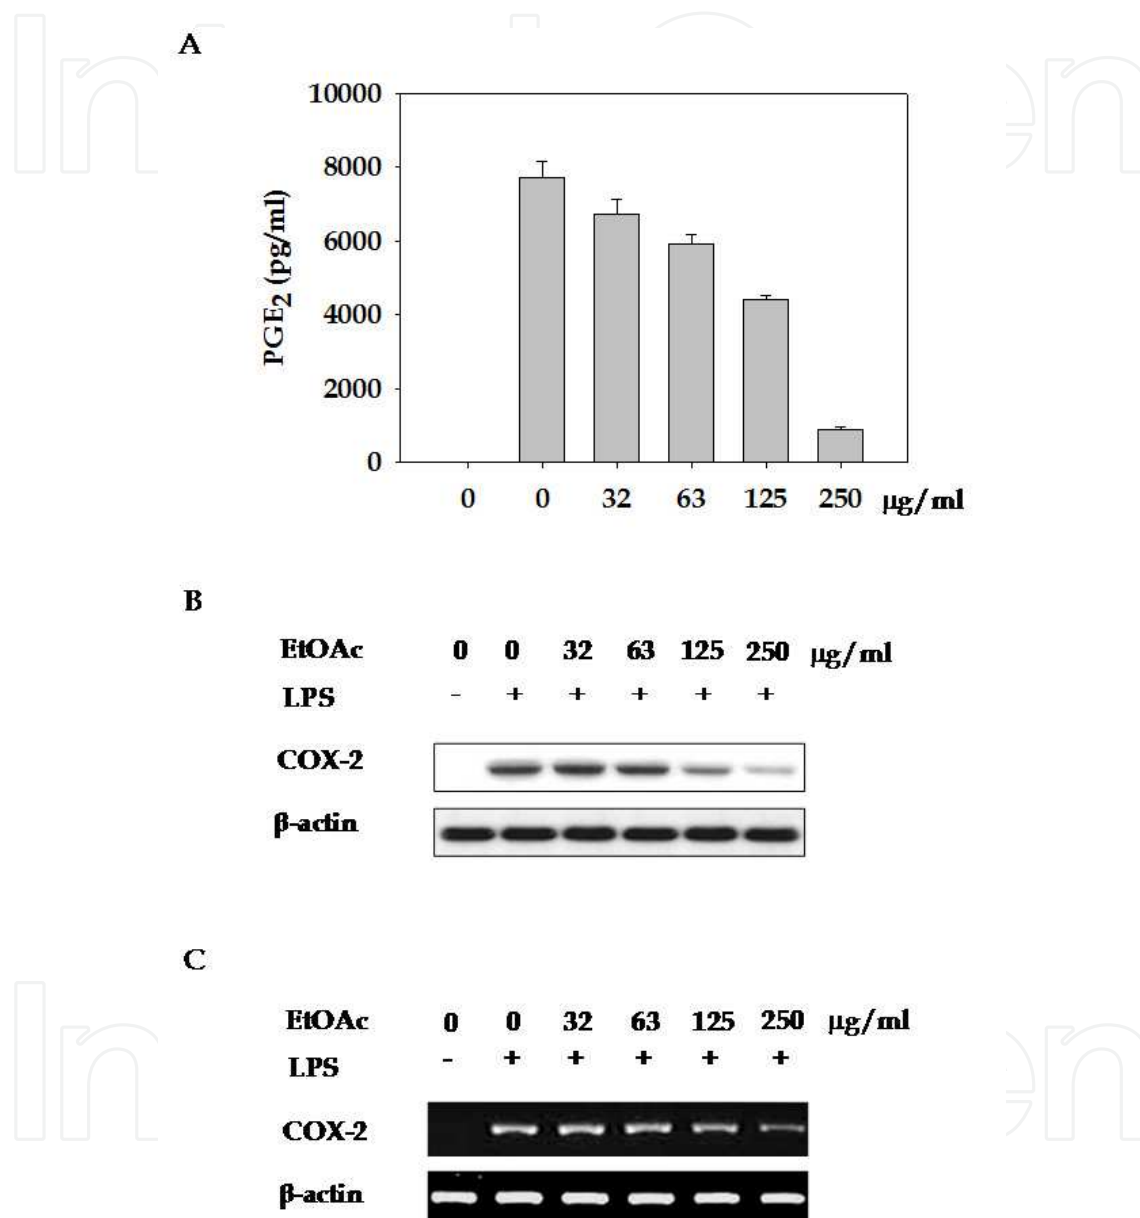 A
10000
8000
6000
4000
2000
0
PGE2 (pg/ml)
0 0 32 63 125 250 µg/ml
B
EtOAc 0 0 32 63 125 250 µg/ml
LPS - + + + + +
COX-2
β-actin
C
EtOAc 0 0 32 63 125 250 µg/ml
LPS - + + + + +
COX-2
β-actin